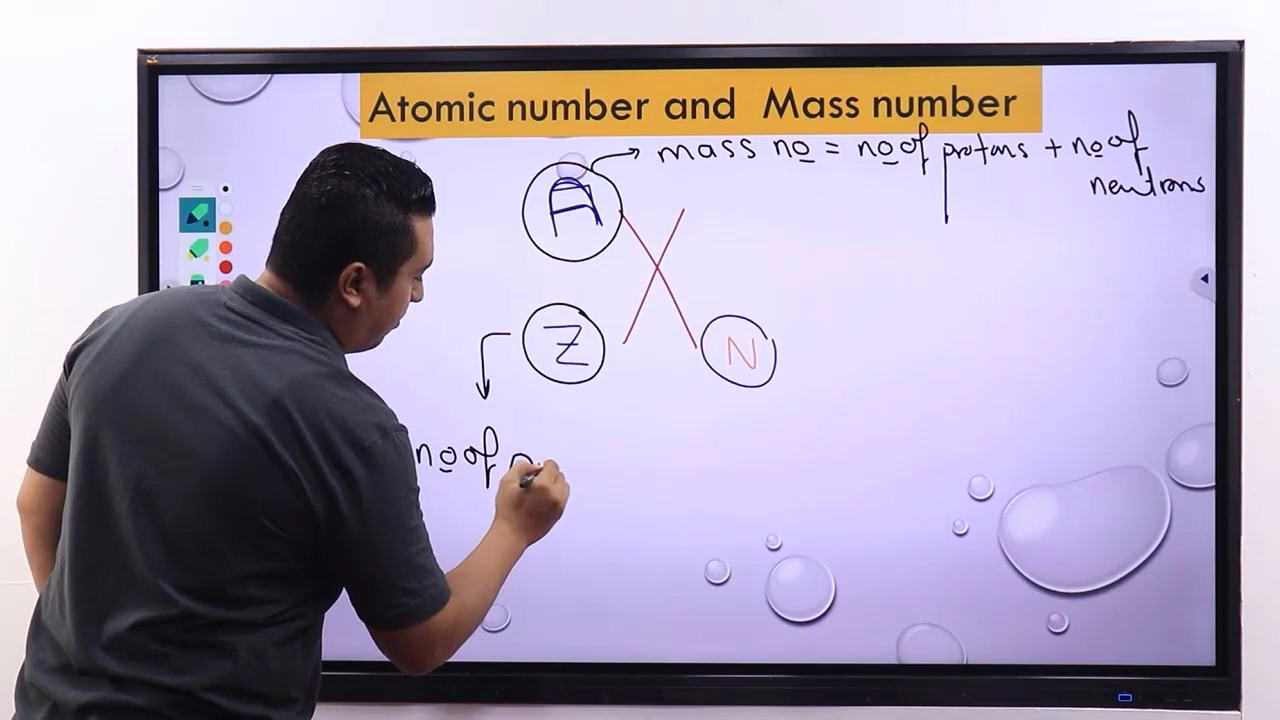 Atomic number and Mass number
A → mass no = no of protons + no of
neutrons
X
Z
N
no of